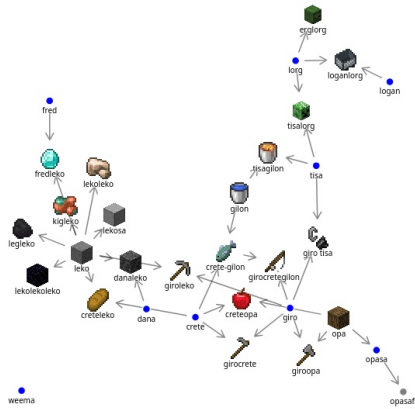 erglorg
lorg
loganlorg
logan
fred
tisalorg
tisagilon
fredleko
lekoleko
tisa
gilon
kigleko
lekosa
legleko
crete-gilon
giro tisa
leko
danaleko
giroleko
girocretegilon
lekolekoleko
creteleko
creteopa
dana
crete
giro
opa
opasa
girocrete
giroopa
weema
opasaf